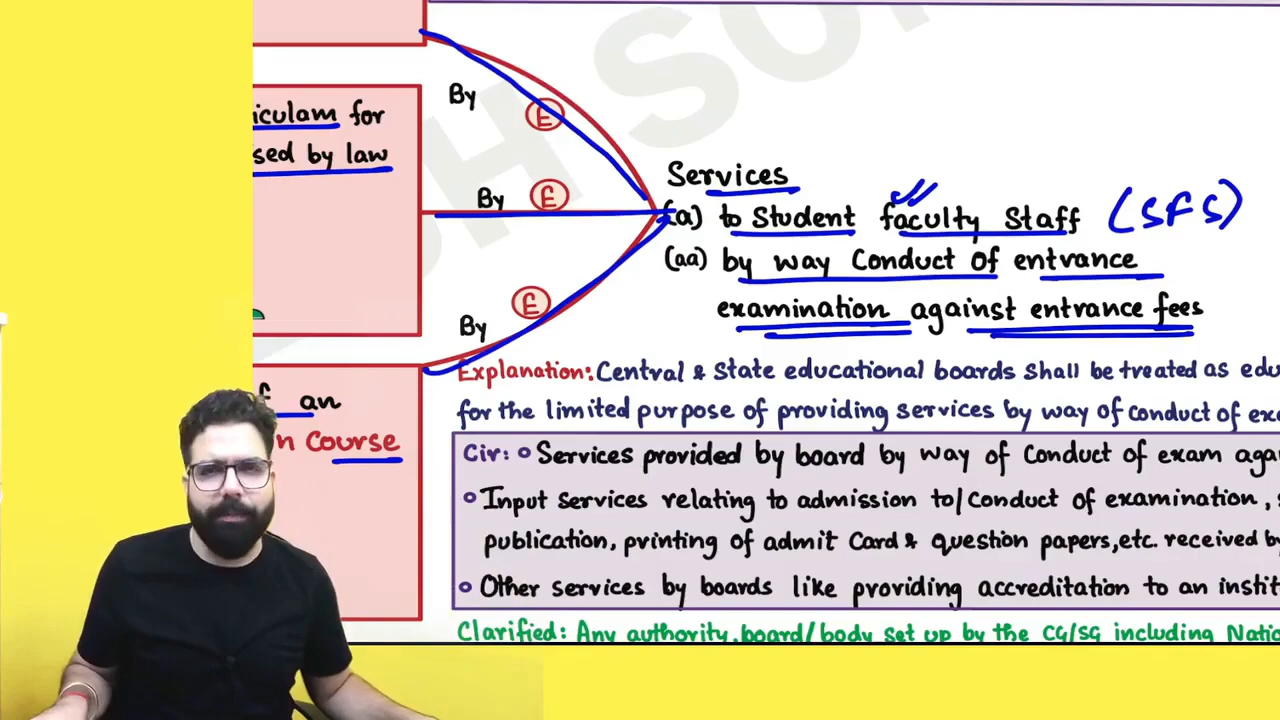 iculam for
sed by law
By E
By E
By E
Services
(a) to Student faculty Staff (SFS)
(aa) by way Conduct of entrance
examination against entrance fees
f an
n Course
Explanation: Central & State educational boards Shall be treated as edu
for the limited purpose of providing services by way of conduct of exa
Cir: Services provided by board by way of Conduct of exam aga
Input services relating to admission to/Conduct of examination,
publication, printing of admit Card & question papers, etc. received by
Other services by boards like providing accreditation to an instit
Clarified: Any authority, board/body set up by the CG/SG including Natio